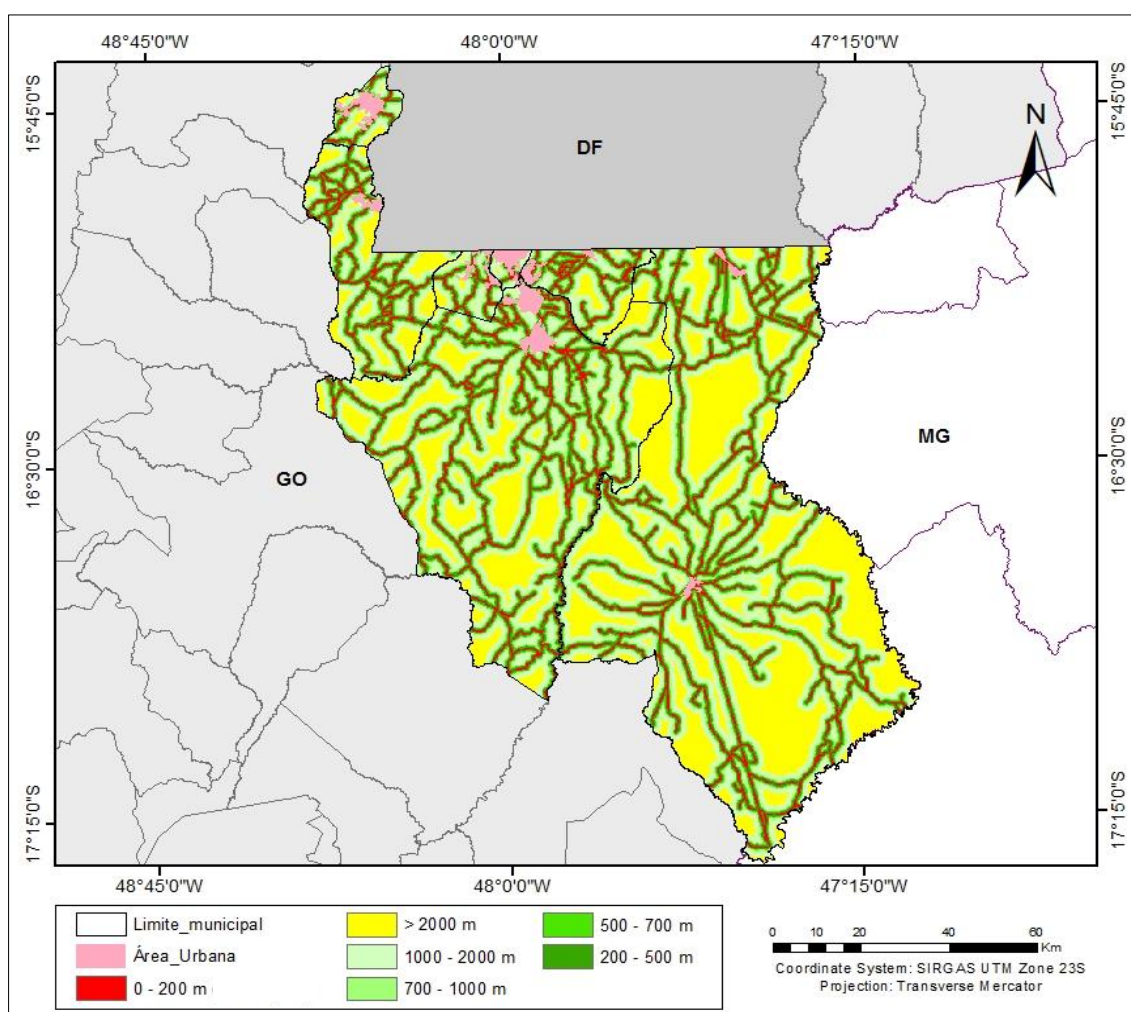 48°45'0"W 48°0'0"W 47°15'0"W
15°45'0"S 15°45'0"S
N
DF
16°30'0"S 16°30'0"S
MG
GO
17°15'0"S 17°15'0"S
48°45'0"W 48°0'0"W 47°15'0"W
Limite_municipal > 2000 m 500 - 700 m
Área_Urbana 1000 - 2000 m 200 - 500 m
0 - 200 m 700 - 1000 m
0 10 20 40 60
Km
Coordinate System: SIRGAS UTM Zone 23S
Projection: Transverse Mercator